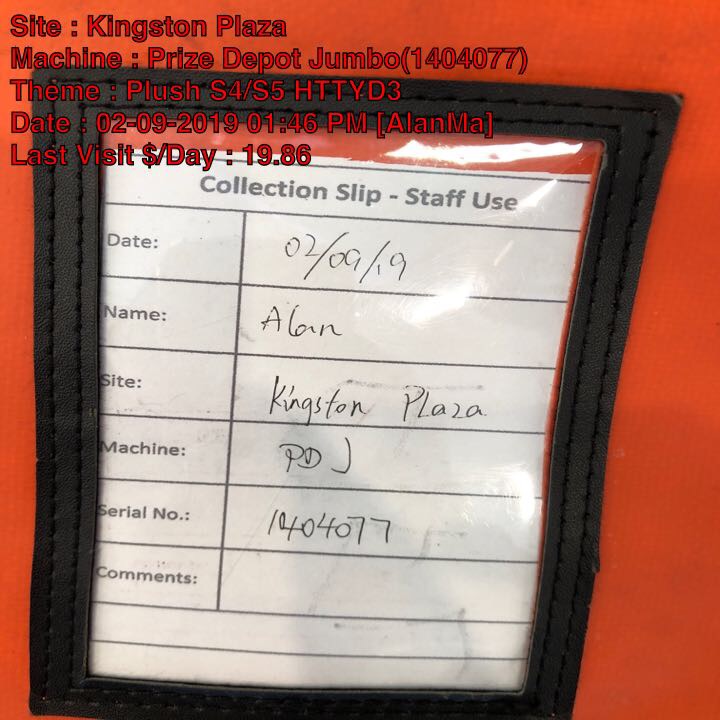 Site : Kingston Plaza
Machine : Prize Depot Jumbo(1404077)
Theme : Plush S4/S5 HTTYD3
Date : 02-09-2019 01:46 PM [AlanMa]
Last Visit $/Day : 19.86
Collection Slip - Staff Use
Date: 02/09/19
Name: Alan
Site: Kingston Plaza
Machine: PDJ
Serial No.: 1404077
Comments: